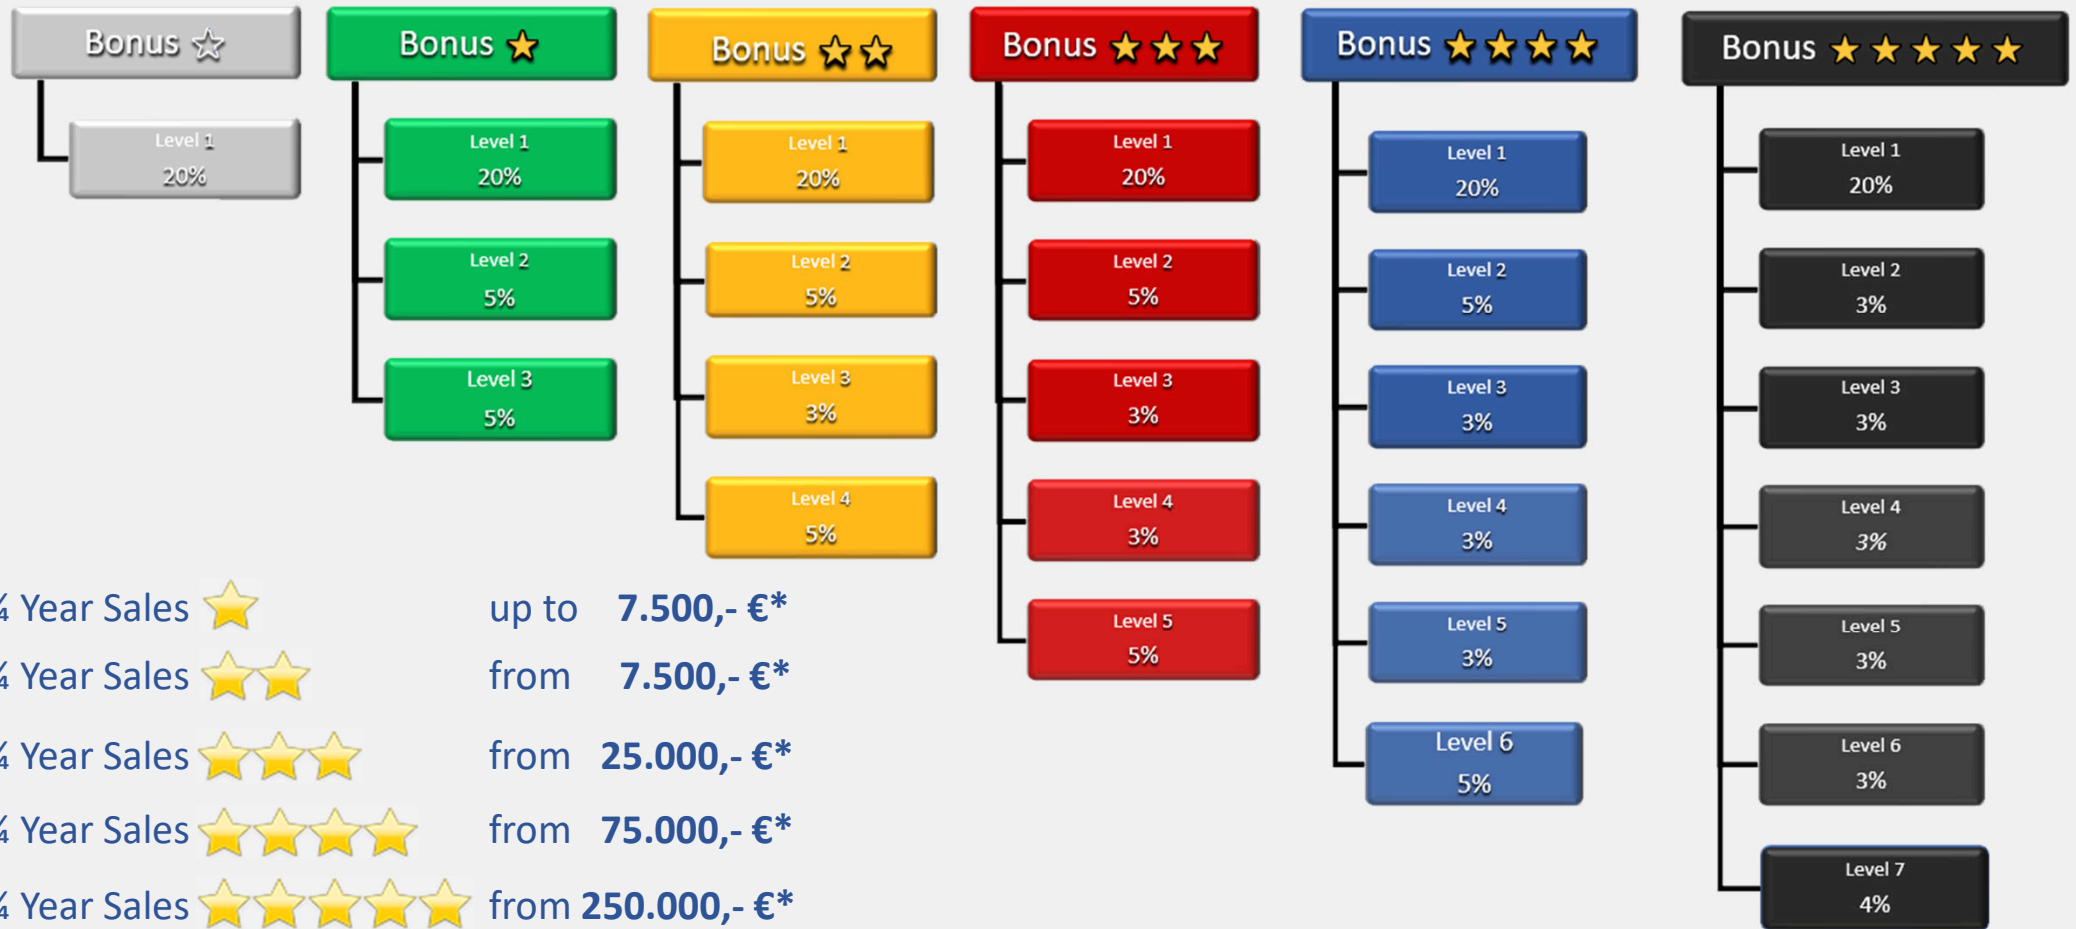 Bonus
Level 1
20%
Bonus
Level 1
20%
Level 2
5%
Level 3
5%
Bonus
Level 1
20%
Level 2
5%
Level 3
3%
Level 4
5%
Bonus
Level 1
20%
Level 2
5%
Level 3
3%
Level 4
3%
Level 5
5%
Bonus
Level 1
20%
Level 2
5%
Level 3
3%
Level 4
3%
Level 5
3%
Level 6
5%
Bonus
Level 1
20%
Level 2
3%
Level 3
3%
Level 4
3%
Level 5
3%
Level 6
3%
Level 7
4%
Year Sales up to 7.500,- €*
Year Sales from 7.500,- €*
Year Sales from 25.000,- €*
Year Sales from 75.000,- €*
Year Sales from 250.000,- €*